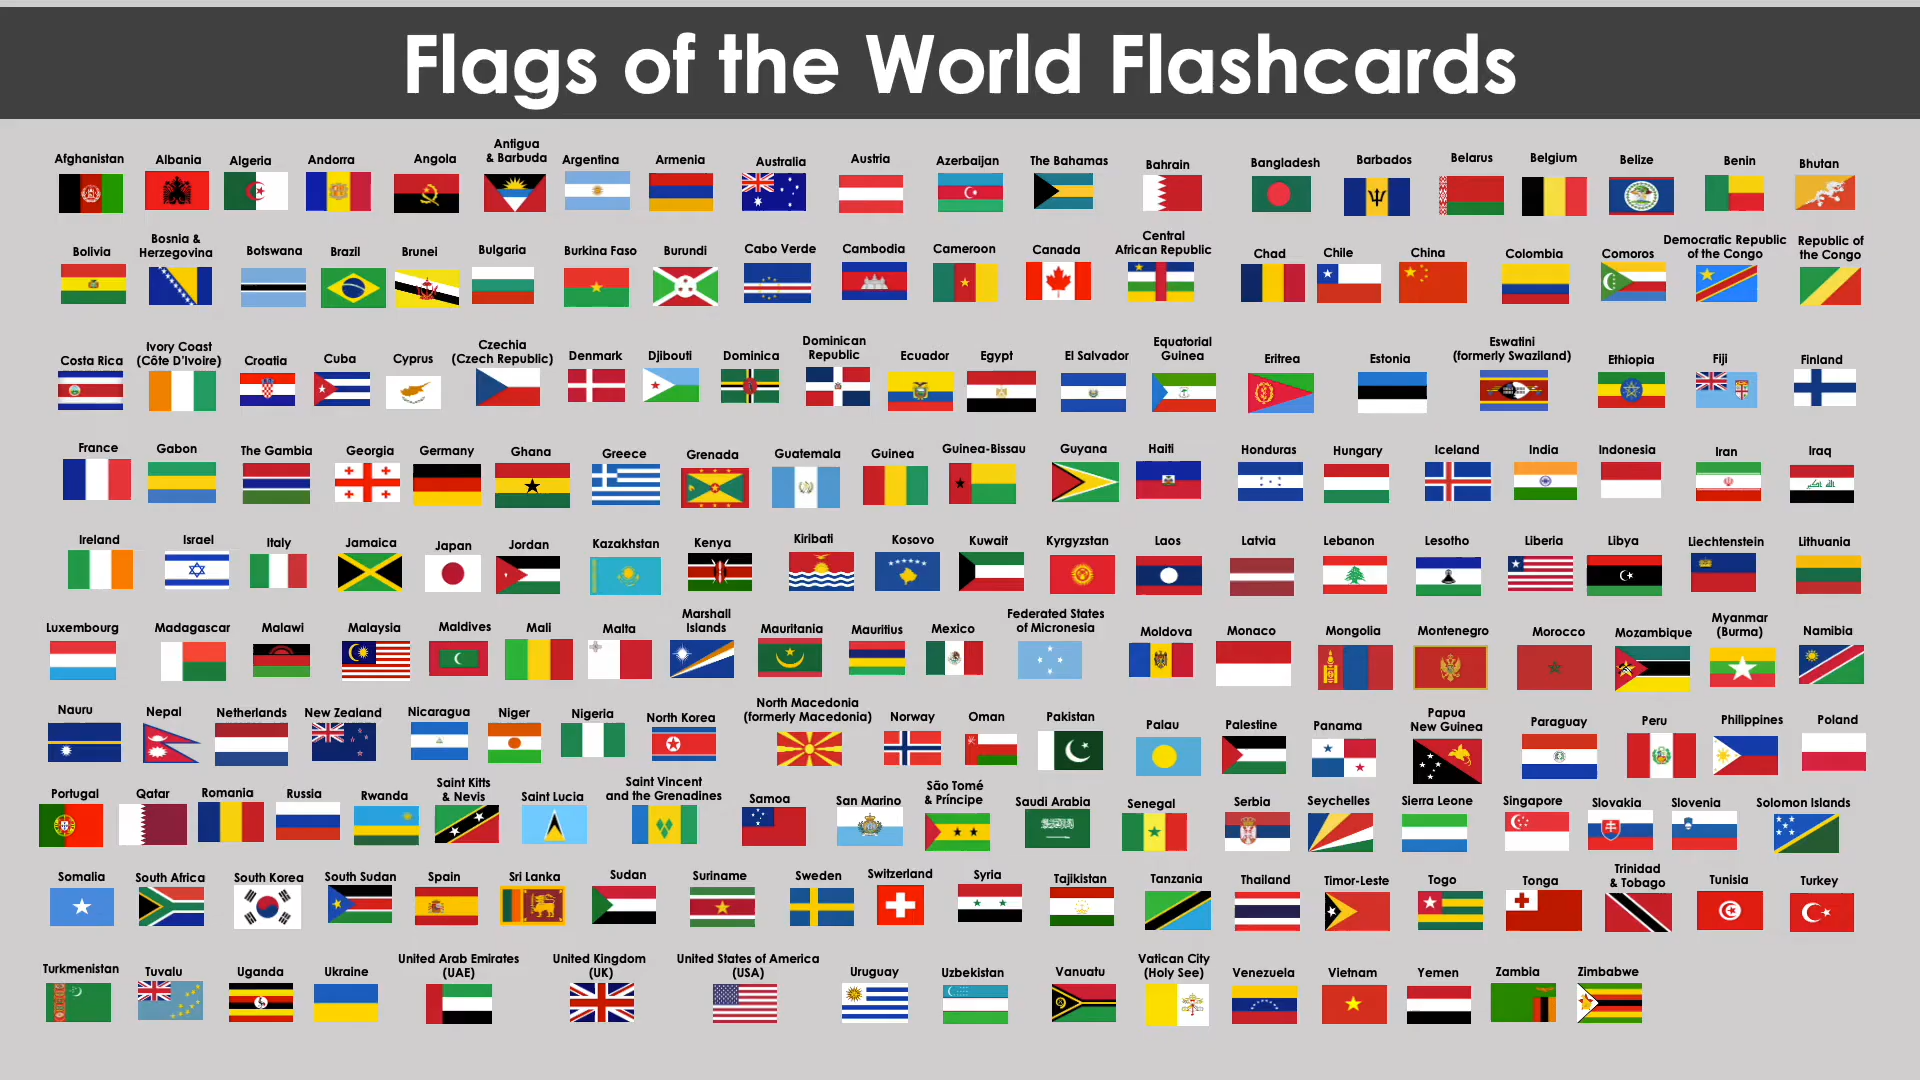 Flags of the World Flashcards
Afghanistan Albania Algeria Andorra Angola Antigua & Barbuda Argentina Armenia Australia Austria Azerbaijan The Bahamas Bahrain Bangladesh Barbados Belarus Belgium Belize Benin Bhutan
Bolivia Bosnia & Herzegovina Botswana Brazil Brunei Bulgaria Burkina Faso Burundi Cabo Verde Cambodia Cameroon Canada Central African Republic Chad Chile China Colombia Comoros Democratic Republic of the Congo Republic of the Congo
Costa Rica Ivory Coast (Côte D'Ivoire) Croatia Cuba Cyprus Czechia (Czech Republic) Denmark Djibouti Dominica Dominican Republic Ecuador Egypt El Salvador Equatorial Guinea Eritrea Estonia Eswatini (formerly Swaziland) Ethiopia Fiji Finland
France Gabon The Gambia Georgia Germany Ghana Greece Grenada Guatemala Guinea Guinea-Bissau Guyana Haiti Honduras Hungary Iceland India Indonesia Iran Iraq
Ireland Israel Italy Jamaica Japan Jordan Kazakhstan Kenya Kiribati Kosovo Kuwait Kyrgyzstan Laos Latvia Lebanon Lesotho Liberia Libya Liechtenstein Lithuania
Luxembourg Madagascar Malawi Malaysia Maldives Mali Malta Marshall Islands Mauritania Mauritius Mexico Federated States of Micronesia Moldova Monaco Mongolia Montenegro Morocco Mozambique Myanmar (Burma) Namibia
Nauru Nepal Netherlands New Zealand Nicaragua Niger Nigeria North Korea North Macedonia (formerly Macedonia) Norway Oman Pakistan Palau Palestine Panama Papua New Guinea Paraguay Peru Philippines Poland
Portugal Qatar Romania Russia Rwanda Saint Kitts & Nevis Saint Lucia Saint Vincent and the Grenadines Samoa San Marino São Tomé & Príncipe Saudi Arabia Senegal Serbia Seychelles Sierra Leone Singapore Slovakia Slovenia Solomon Islands
Somalia South Africa South Korea South Sudan Spain Sri Lanka Sudan Suriname Sweden Switzerland Syria Tajikistan Tanzania Thailand Timor-Leste Togo Tonga Trinidad & Tobago Tunisia Turkey
Turkmenistan Tuvalu Uganda Ukraine United Arab Emirates (UAE) United Kingdom (UK) United States of America (USA) Uruguay Uzbekistan Vanuatu Vatican City (Holy See) Venezuela Vietnam Yemen Zambia Zimbabwe